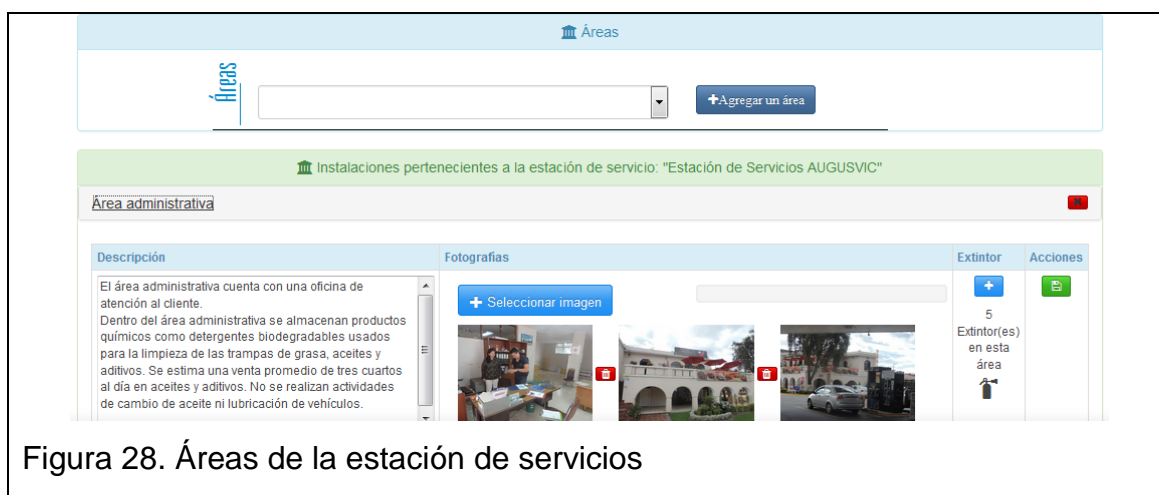 Áreas
Áreas
Agregar un área
Instalaciones pertenecientes a la estación de servicio: "Estación de Servicios AUGUSVIC"
Área administrativa
Descripción Fotografías Extintor Acciones
El área administrativa cuenta con una oficina de
atención al cliente.
Dentro del área administrativa se almacenan productos
químicos como detergentes biodegradables usados
para la limpieza de las trampas de grasa, aceites y
aditivos. Se estima una venta promedio de tres cuartos
al día en aceites y aditivos. No se realizan actividades
de cambio de aceite ni lubricación de vehículos.
Seleccionar imagen
5
Extintor(es)
en esta
área
Figura 28. Áreas de la estación de servicios